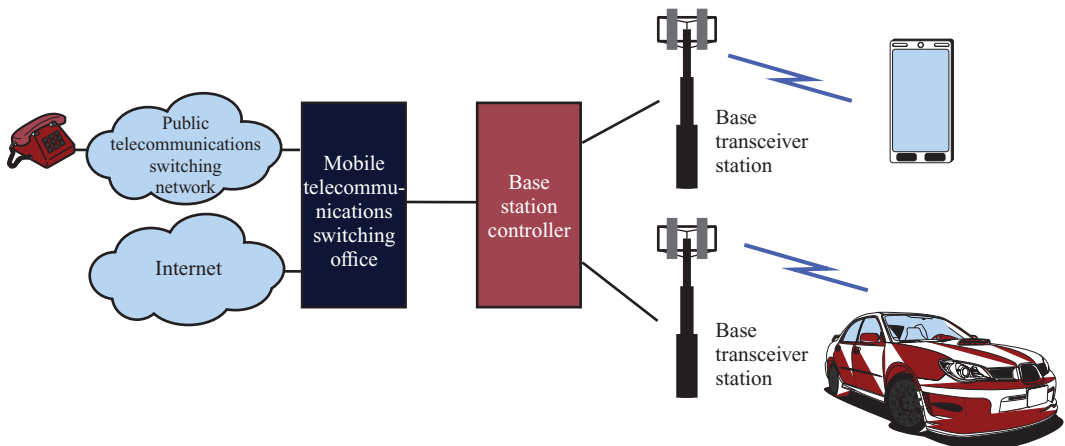 Public
telecommunications
switching
network
Internet
Mobile
telecommu-
nications
switching
office
Base
station
controller
Base
transceiver
station
Base
transceiver
station